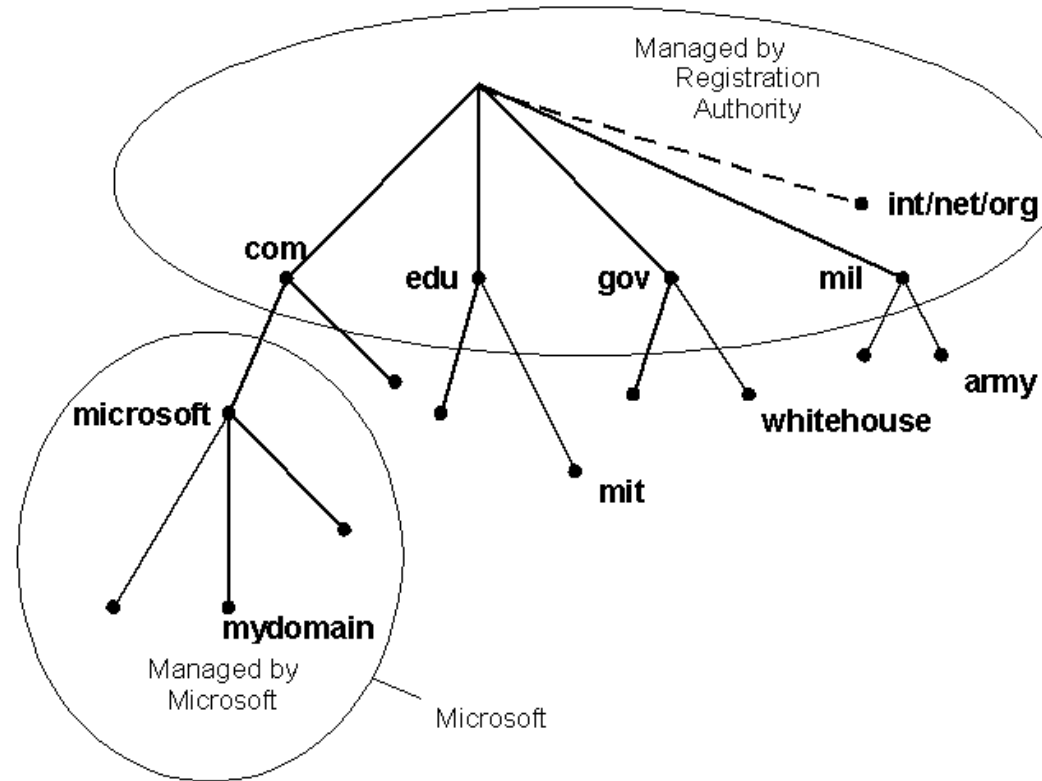 Managed by
Registration
Authority
int/net/org
com
edu
gov
mil
army
microsoft
whitehouse
mit
mydomain
Managed by
Microsoft
Microsoft